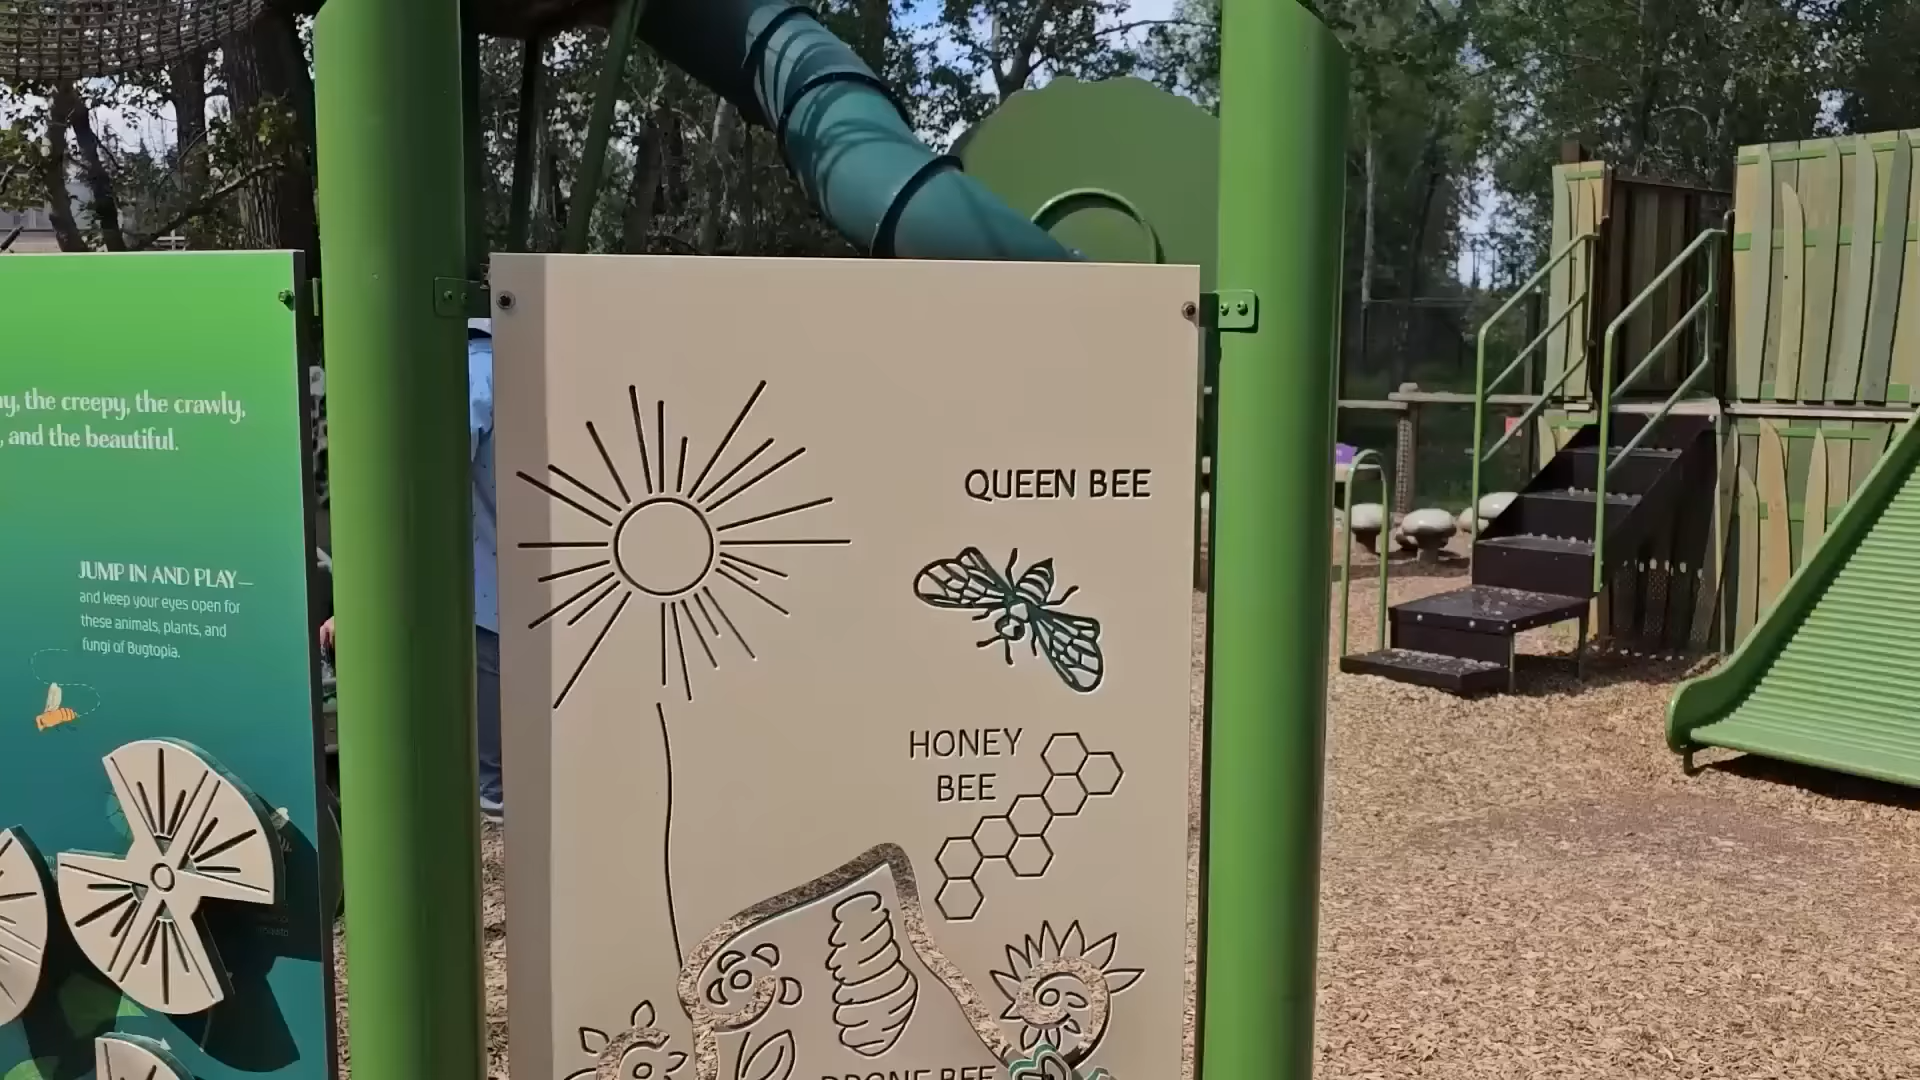 the creepy, the crawly,
, and the beautiful.
JUMP IN AND PLAY—
and keep your eyes open for
these animals, plants, and
fungi of Bugtopia.
QUEEN BEE
HONEY
BEE
DRONE BEE